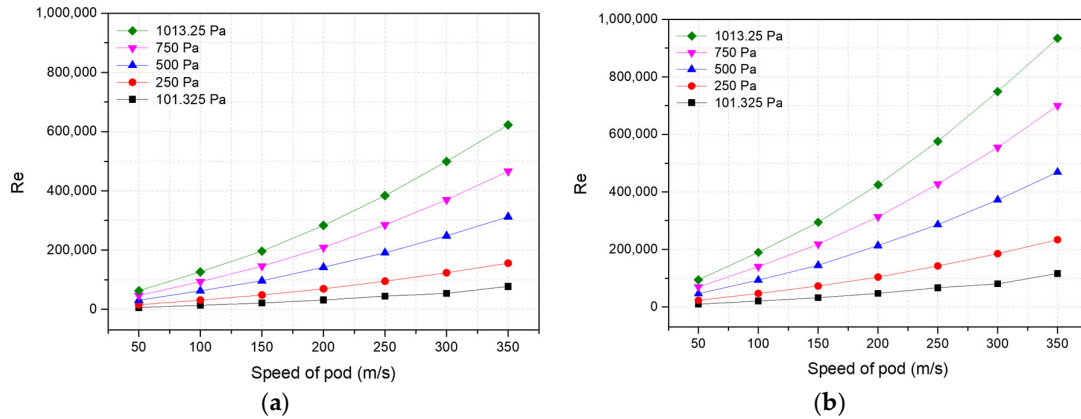 1,000,000
800,000
600,000
400,000
200,000
0
Re
1013.25 Pa
750 Pa
500 Pa
250 Pa
101.325 Pa
50 100 150 200 250 300 350
Speed of pod (m/s)
(a)
1,000,000
800,000
600,000
400,000
200,000
0
Re
1013.25 Pa
750 Pa
500 Pa
250 Pa
101.325 Pa
50 100 150 200 250 300 350
Speed of pod (m/s)
(b)